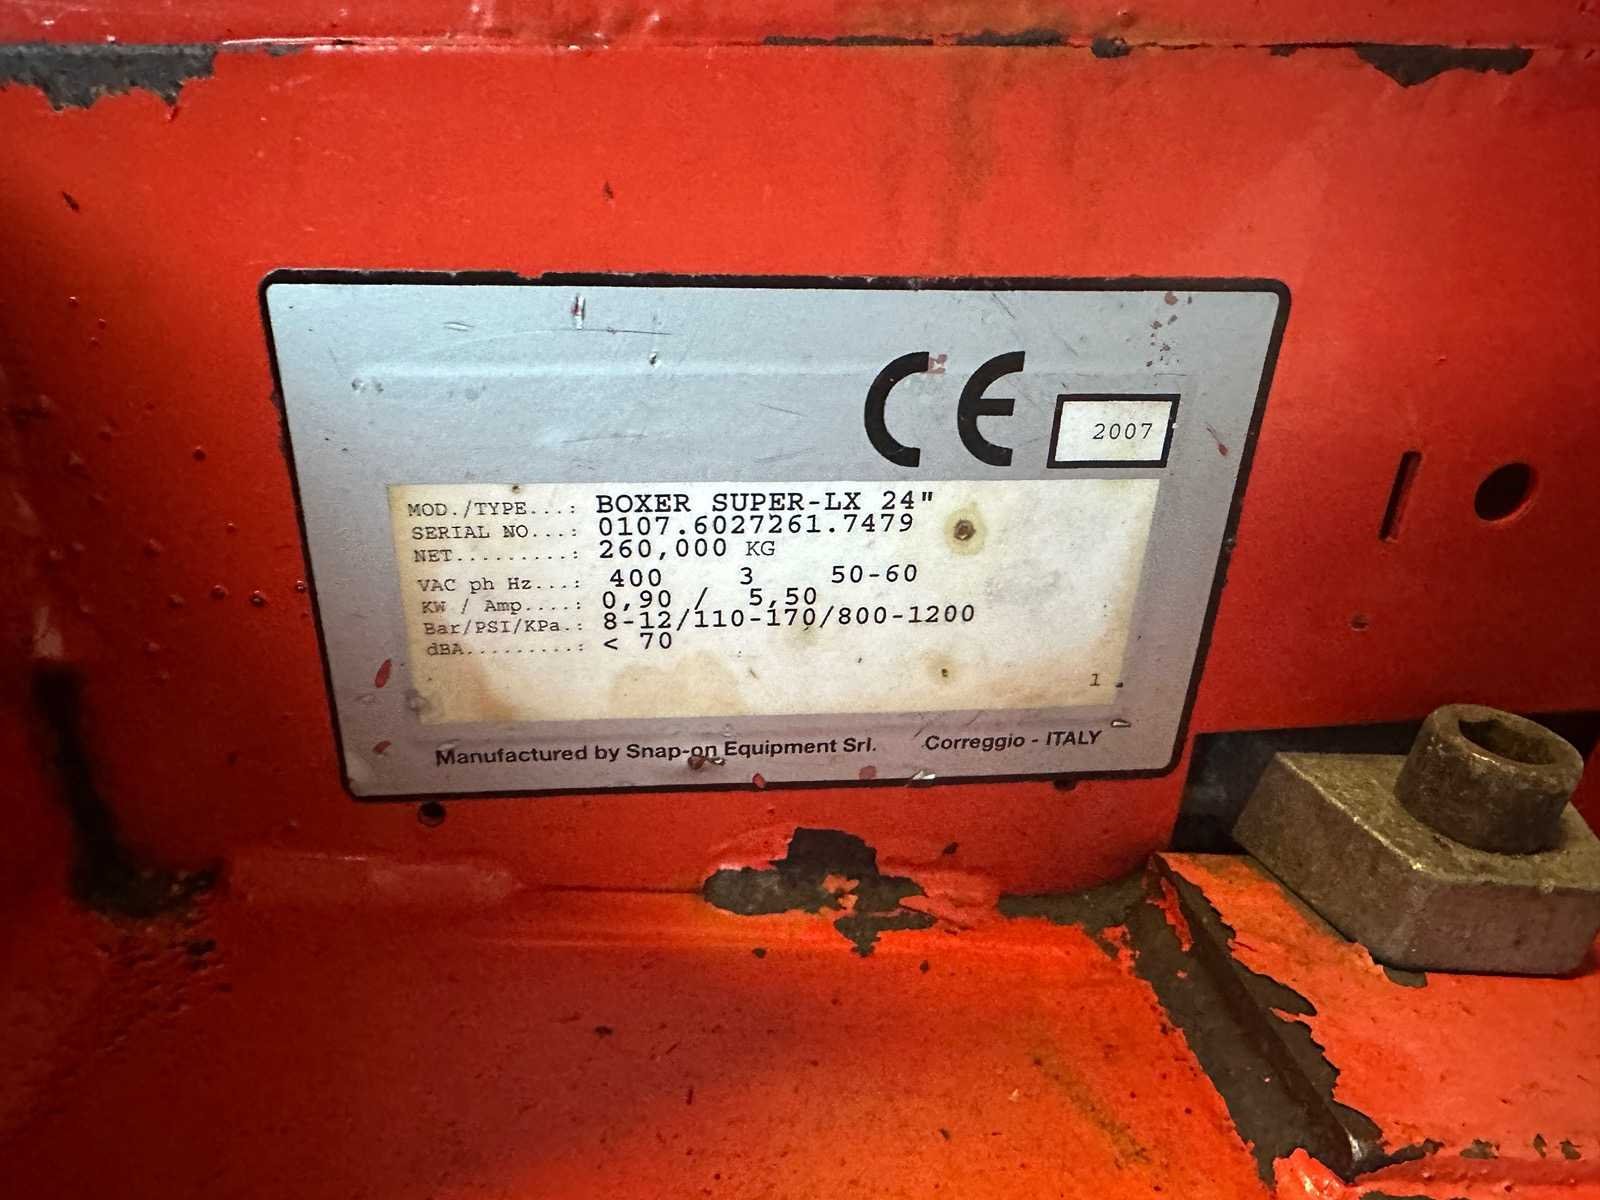 CE
2007
MOD./TYPE...: BOXER SUPER-LX 24"
SERIAL NO...: 0107.6027261.7479
NET.........: 260,000 KG
VAC ph Hz...: 400 3 50-60
KW / Amp....: 0,90 / 5,50
Bar/PSI/KPa.: 8-12/110-170/800-1200
dBA.........: < 70
1
Manufactured by Snap-on Equipment Srl. Correggio - ITALY